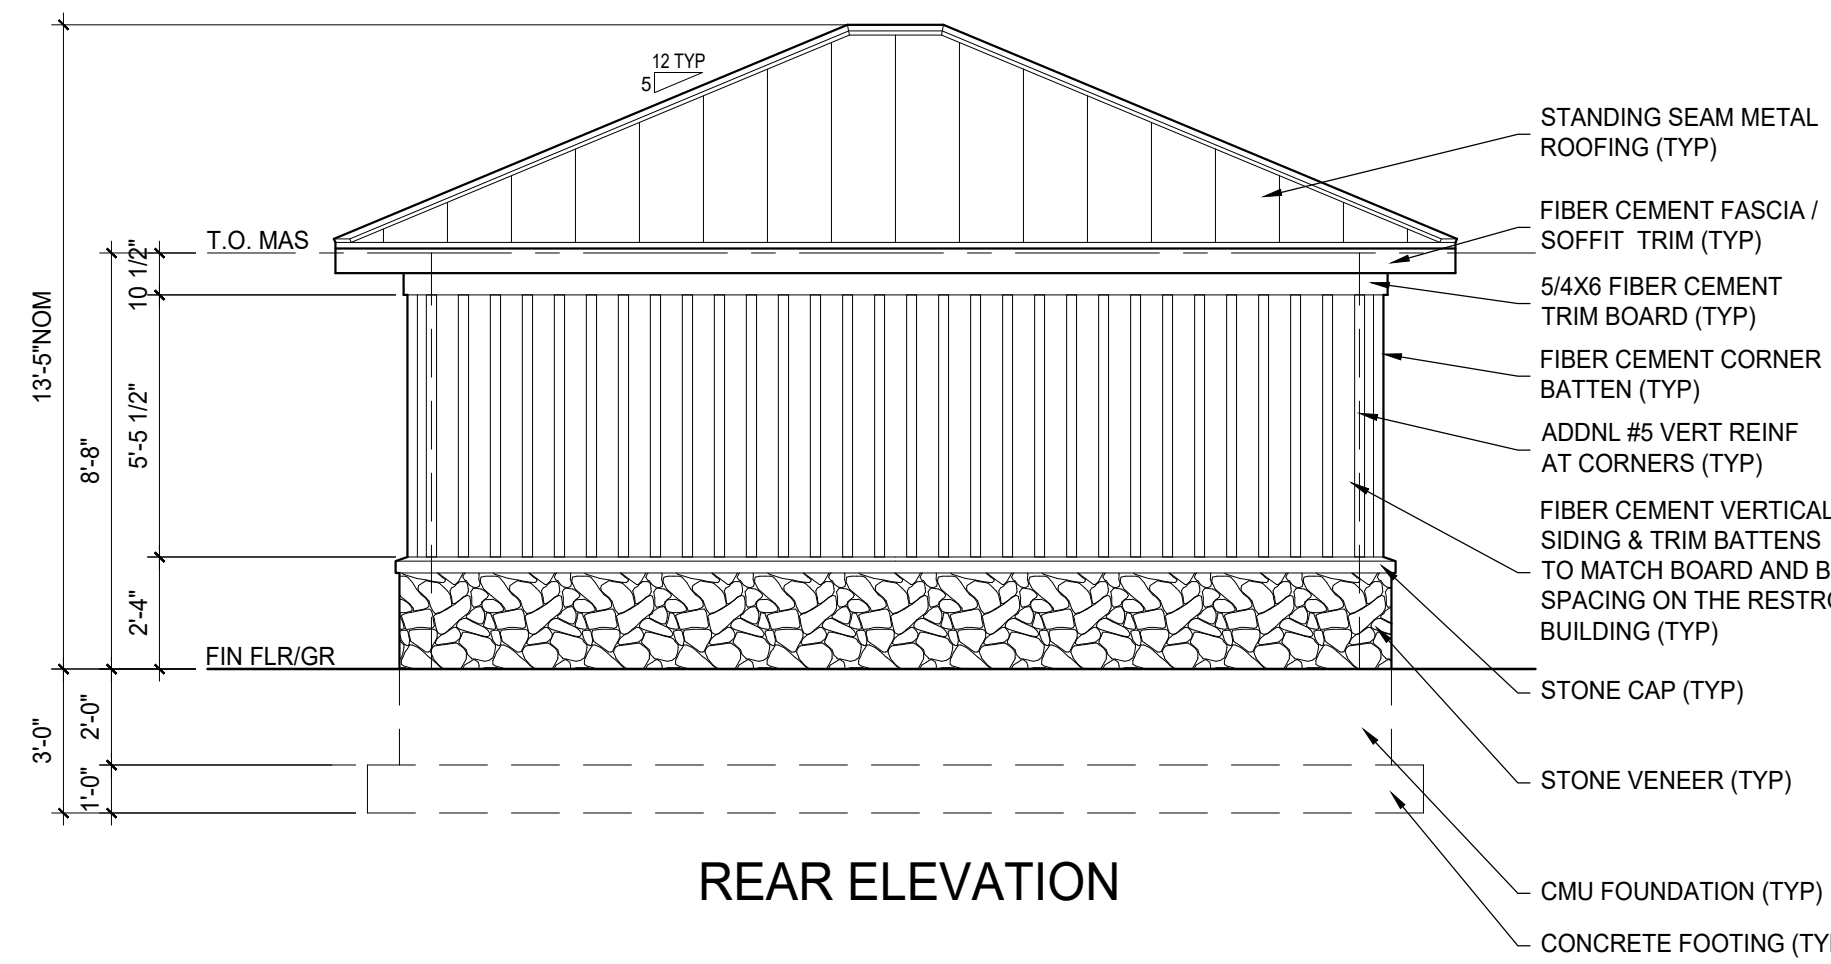 12 TYP
5
STANDING SEAM METAL
ROOFING (TYP)
FIBER CEMENT FASCIA /
SOFFIT TRIM (TYP)
T.O. MAS
10 1/2"
5/4X6 FIBER CEMENT
TRIM BOARD (TYP)
13'-5"NOM
FIBER CEMENT CORNER
BATTEN (TYP)
8'-8"
5'-5 1/2"
ADDNL #5 VERT REINF
AT CORNERS (TYP)
FIBER CEMENT VERTICAL
SIDING & TRIM BATTENS
TO MATCH BOARD AND B
SPACING ON THE RESTR
BUILDING (TYP)
2'-4"
FIN FLR/GR
STONE CAP (TYP)
3'-0"
2'-0"
1'-0"
STONE VENEER (TYP)
REAR ELEVATION
CMU FOUNDATION (TYP)
CONCRETE FOOTING (TY